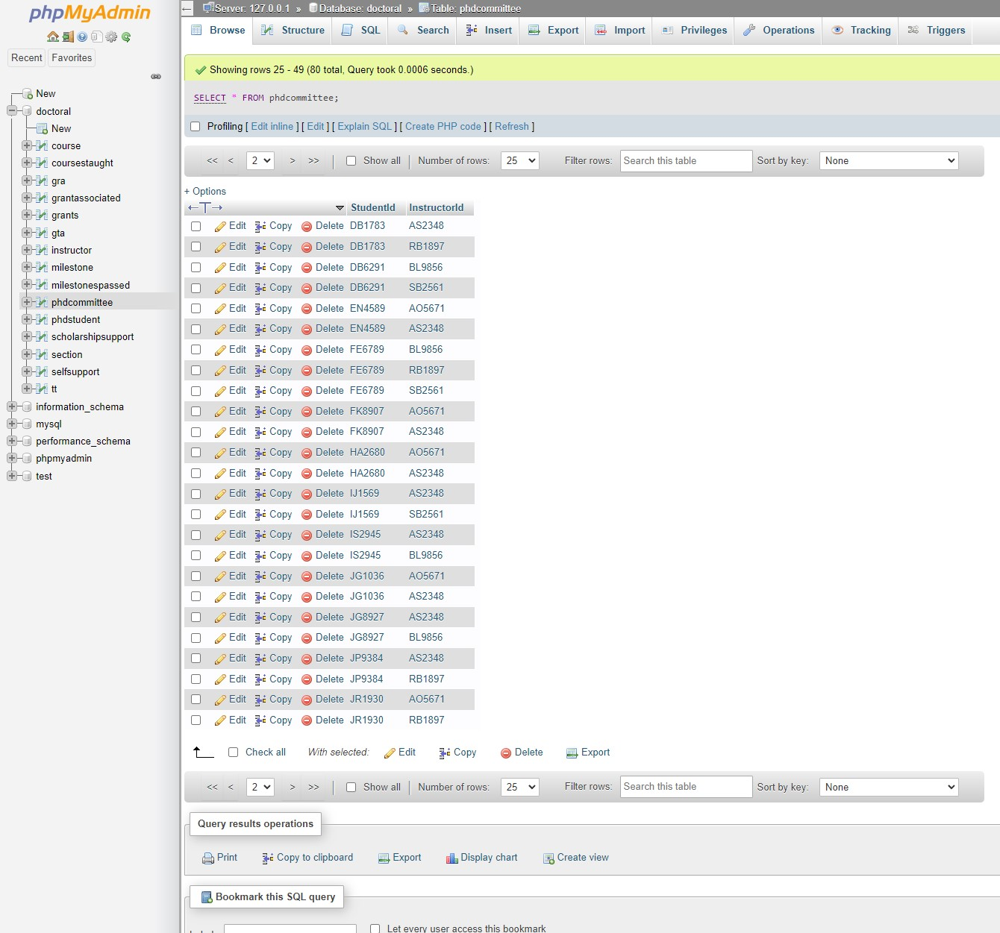 phpMyAdmin
Recent Favorites
New
doctoral
New
course
coursestaught
gra
grantassociated
grants
gta
instructor
milestone
milestonespassed
phdcommittee
phdstudent
scholarshipsupport
section
selfsupport
tt
information_schema
mysql
performance_schema
phpmyadmin
test
Server: 127.0.0.1 » Database: doctoral » Table: phdcommittee
Browse Structure SQL Search Insert Export Import Privileges Operations Tracking Triggers
Showing rows 25 - 49 (80 total, Query took 0.0006 seconds.)
SELECT * FROM phdcommittee;
Profiling [ Edit inline ] [ Edit ] [ Explain SQL ] [ Create PHP code ] [ Refresh ]
<< < 2 > >> | Show all | Number of rows: 25 Filter rows: Search this table Sort by key: None
+ Options
←T→ StudentId InstructorId
Edit Copy Delete DB1783 AS2348
Edit Copy Delete DB1783 RB1897
Edit Copy Delete DB6291 BL9856
Edit Copy Delete DB6291 SB2561
Edit Copy Delete EN4589 AO5671
Edit Copy Delete EN4589 AS2348
Edit Copy Delete FE6789 BL9856
Edit Copy Delete FE6789 RB1897
Edit Copy Delete FE6789 SB2561
Edit Copy Delete FK8907 AO5671
Edit Copy Delete FK8907 AS2348
Edit Copy Delete HA2680 AO5671
Edit Copy Delete HA2680 AS2348
Edit Copy Delete IJ1569 AS2348
Edit Copy Delete IJ1569 SB2561
Edit Copy Delete IS2945 AS2348
Edit Copy Delete IS2945 BL9856
Edit Copy Delete JG1036 AO5671
Edit Copy Delete JG1036 AS2348
Edit Copy Delete JG8927 AS2348
Edit Copy Delete JG8927 BL9856
Edit Copy Delete JP9384 AS2348
Edit Copy Delete JP9384 RB1897
Edit Copy Delete JR1930 AO5671
Edit Copy Delete JR1930 RB1897
Check all With selected: Edit Copy Delete Export
<< < 2 > >> | Show all | Number of rows: 25 Filter rows: Search this table Sort by key: None
Query results operations
Print Copy to clipboard Export Display chart Create view
Bookmark this SQL query
Let every user access this bookmark